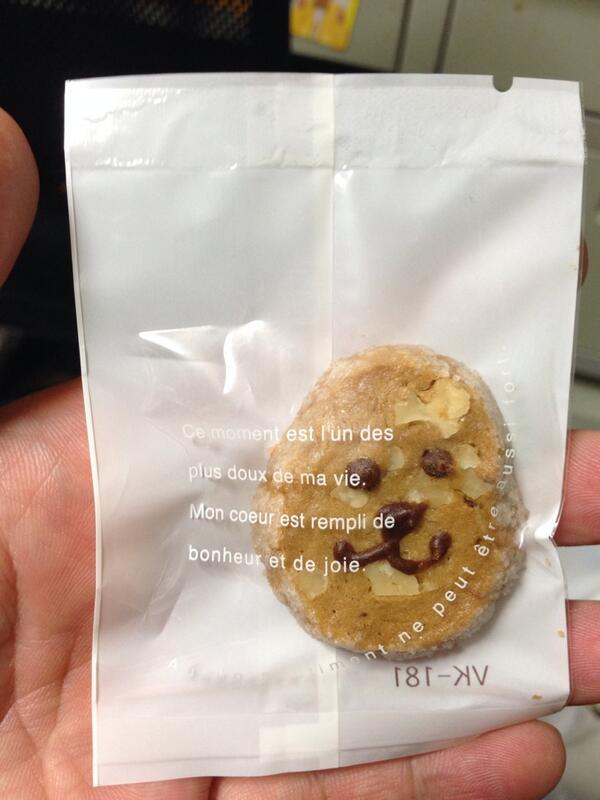 Ce moment est l'un des
plus doux de ma vie.
Mon coeur est rempli de
bonheur et de joie.
ne peut être aussi fort.
VK-181